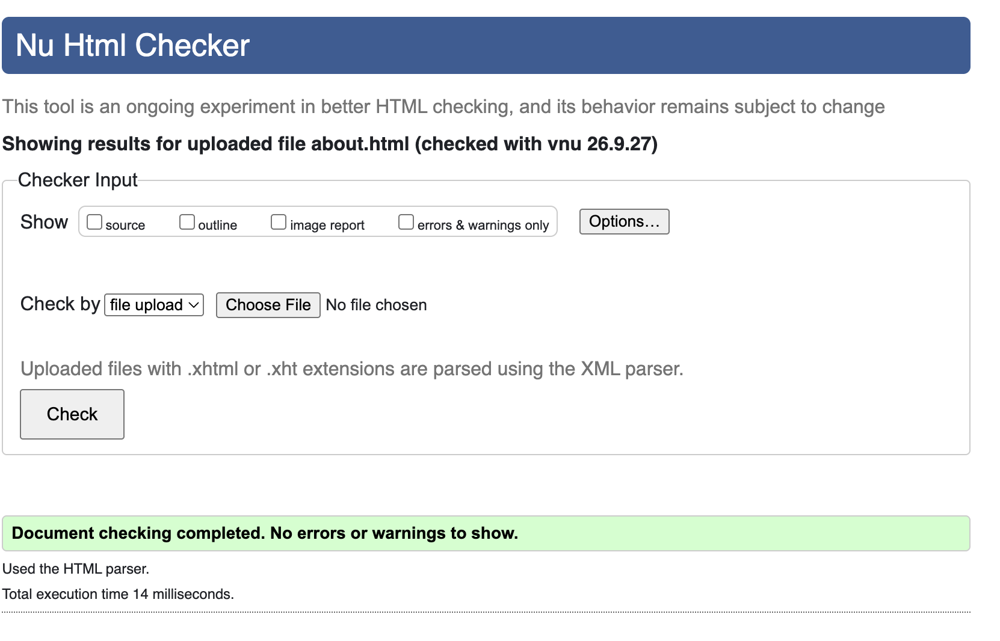 Nu Html Checker
This tool is an ongoing experiment in better HTML checking, and its behavior remains subject to change
Showing results for uploaded file about.html (checked with vnu 26.9.27)
Checker Input
Show source outline image report errors & warnings only Options…
Check by file upload Choose File No file chosen
Uploaded files with .xhtml or .xht extensions are parsed using the XML parser.
Check
Document checking completed. No errors or warnings to show.
Used the HTML parser.
Total execution time 14 milliseconds.